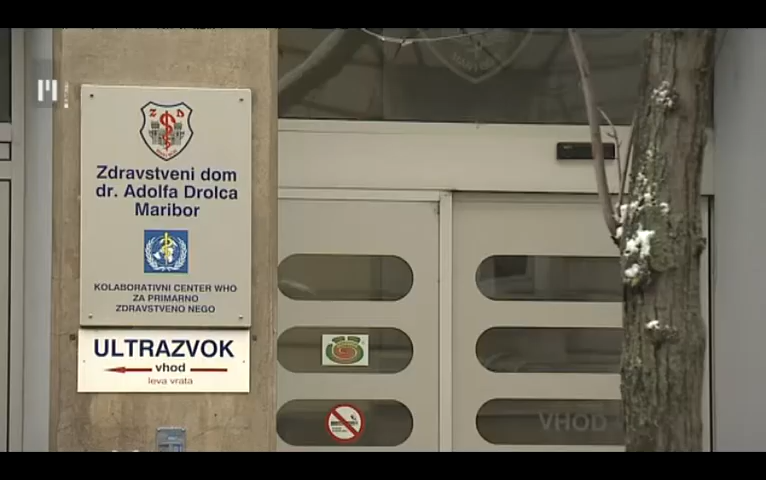 Z D
Zdravstveni dom
dr. Adolfa Drolca
Maribor
KOLABORATIVNI CENTER WHO
ZA PRIMARNO
ZDRAVSTVENO NEGO
ULTRAZVOK
vhod
leva vrata
VHOD